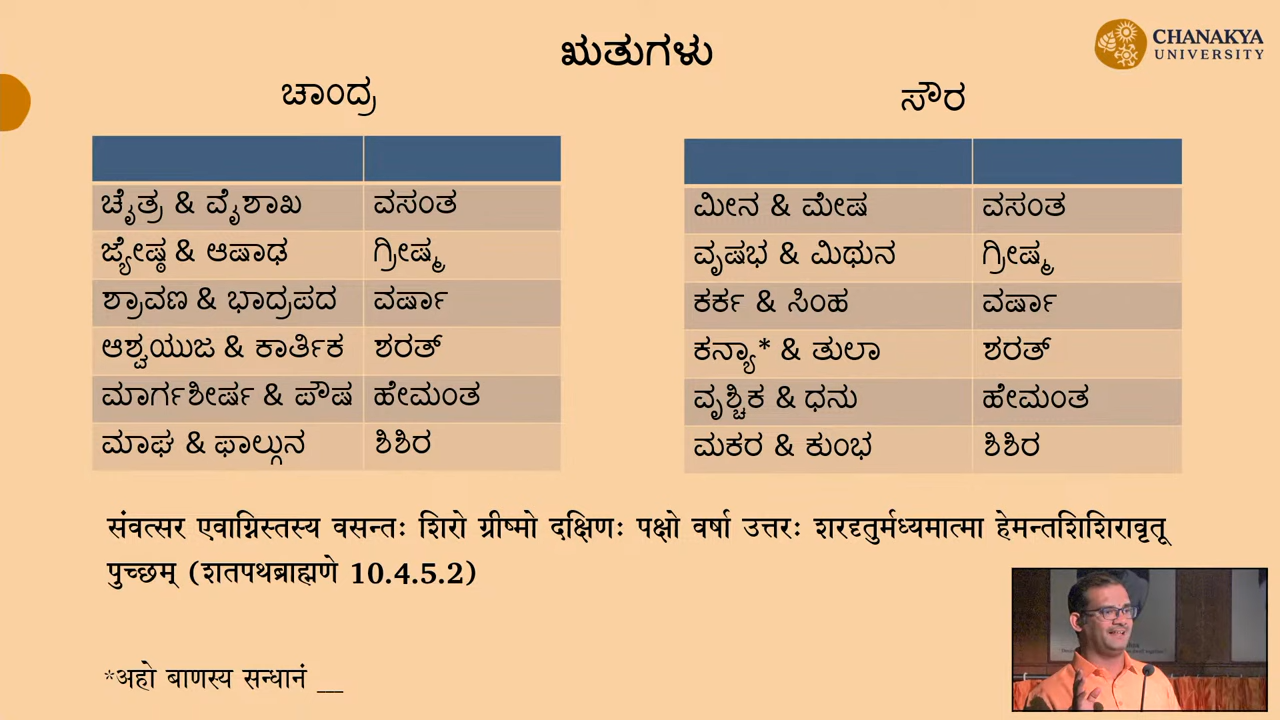 ಋತುಗಳು
CHANAKYA
UNIVERSITY
ಚಾಂದ್ರ
ಚೈತ್ರ & ವೈಶಾಖ ವಸಂತ
ಜ್ಯೇಷ್ಠ & ಆಷಾಢ ಗ್ರೀಷ್ಮ
ಶ್ರಾವಣ & ಭಾದ್ರಪದ ವರ್ಷಾ
ಆಶ್ವಯುಜ & ಕಾರ್ತಿಕ ಶರತ್
ಮಾರ್ಗಶೀರ್ಷ & ಪೌಷ ಹೇಮಂತ
ಮಾಘ & ಫಾಲ್ಗುನ ಶಿಶಿರ
ಸೌರ
ಮೀನ & ಮೇಷ ವಸಂತ
ವೃಷಭ & ಮಿಥುನ ಗ್ರೀಷ್ಮ
ಕರ್ಕ & ಸಿಂಹ ವರ್ಷಾ
ಕನ್ಯಾ* & ತುಲಾ ಶರತ್
ವೃಶ್ಚಿಕ & ಧನು ಹೇಮಂತ
ಮಕರ & ಕುಂಭ ಶಿಶಿರ
संवत्सर एवाग्निस्तस्य वसन्तः शिरो ग्रीष्मो दक्षिणः पक्षो वर्षा उत्तरः शरदृतुर्मध्यमात्मा हेमन्तशिशिरावृतू
पुच्छम् (शतपथब्राह्मणे 10.4.5.2)
*अहो बाणस्य सन्धानं __